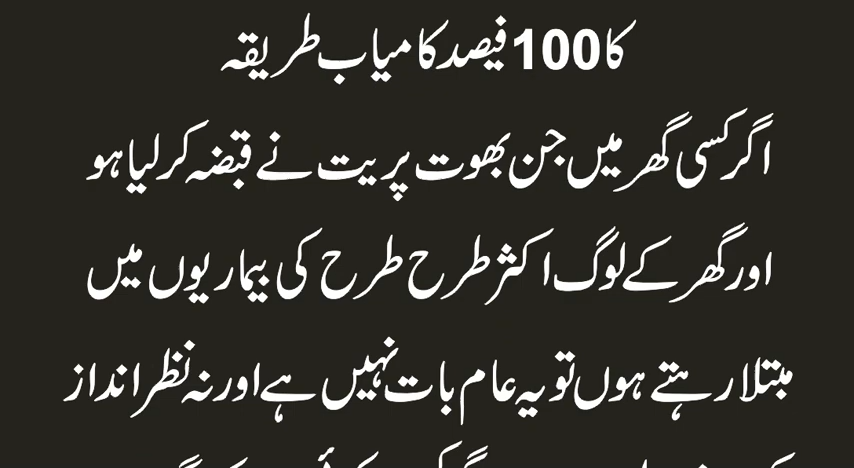 کا 100 فیصد کامیاب طریقہ
اگر کسی گھر میں جن بھوت پریت نے قبضہ کر لیا ہو
اور گھر کے لوگ اکثر طرح طرح کی بیماریوں میں
مبتلا رہتے ہوں تو یہ عام بات نہیں ہے اور نہ نظر انداز